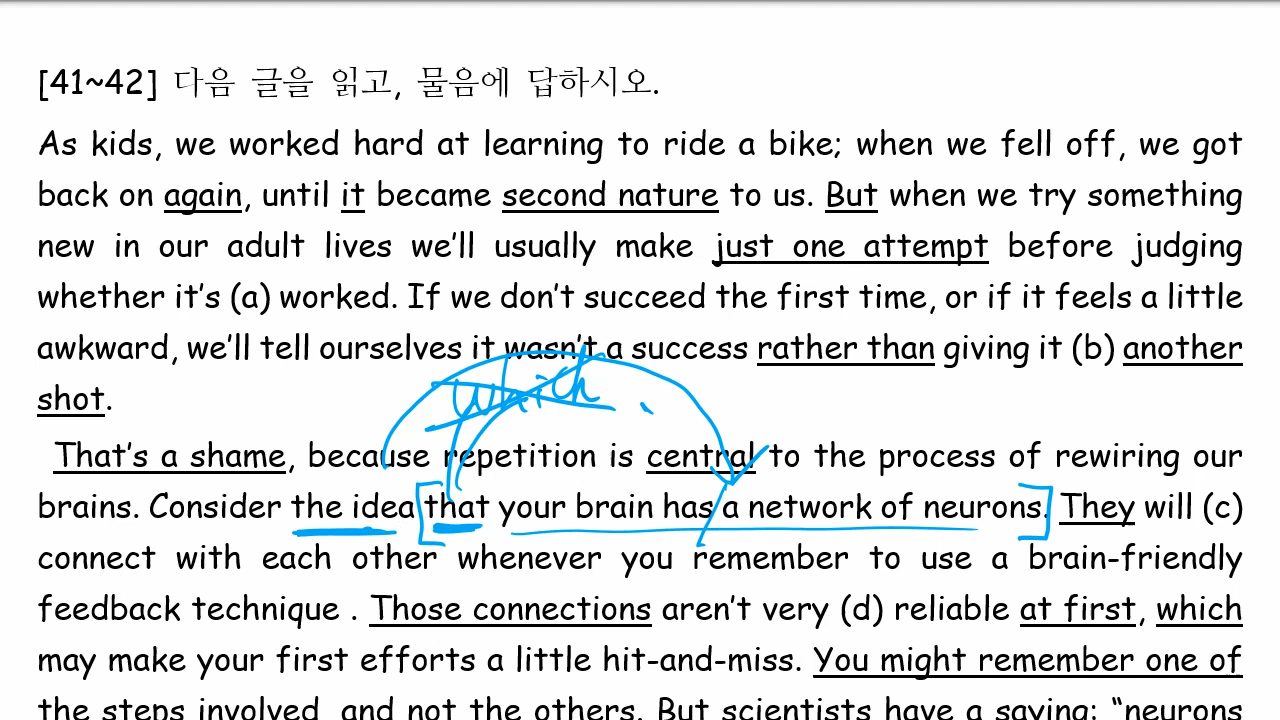 [41~42] 다음 글을 읽고, 물음에 답하시오.
As kids, we worked hard at learning to ride a bike; when we fell off, we got
back on again, until it became second nature to us. But when we try something
new in our adult lives we'll usually make just one attempt before judging
whether it's (a) worked. If we don't succeed the first time, or if it feels a little
awkward, we'll tell ourselves it wasn't a success rather than giving it (b) another
shot.
which
That's a shame, because repetition is central to the process of rewiring our
brains. Consider the idea that your brain has a network of neurons. They will (c)
connect with each other whenever you remember to use a brain-friendly
feedback technique . Those connections aren't very (d) reliable at first, which
may make your first efforts a little hit-and-miss. You might remember one of
the steps involved, and not the others. But scientists have a saying: "neurons